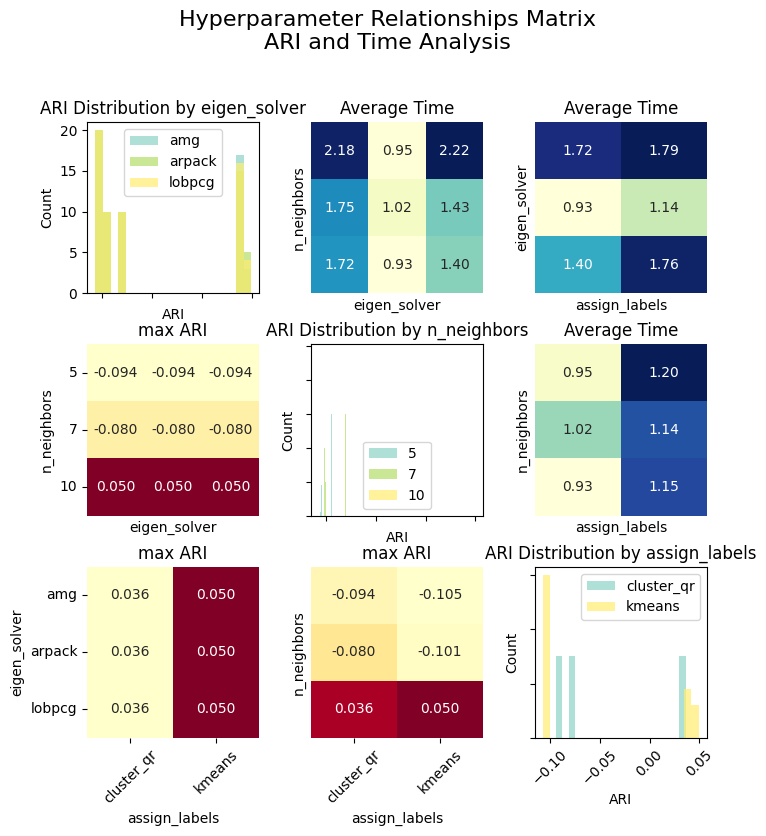 Hyperparameter Relationships Matrix
ARI and Time Analysis
ARI Distribution by eigen_solver
20
15
10
5
0
Count
amg
arpack
lobpcg
ARI
Average Time
n_neighbors
2.18 0.95 2.22
1.75 1.02 1.43
1.72 0.93 1.40
eigen_solver
Average Time
eigen_solver
1.72 1.79
0.93 1.14
1.40 1.76
assign_labels
max ARI
n_neighbors
5 -0.094 -0.094 -0.094
7 -0.080 -0.080 -0.080
10 0.050 0.050 0.050
eigen_solver
ARI Distribution by n_neighbors
Count
5
7
10
ARI
Average Time
n_neighbors
0.95 1.20
1.02 1.14
0.93 1.15
assign_labels
max ARI
eigen_solver
amg 0.036 0.050
arpack 0.036 0.050
lobpcg 0.036 0.050
cluster_qr kmeans
assign_labels
max ARI
n_neighbors
-0.094 -0.105
-0.080 -0.101
0.036 0.050
cluster_qr kmeans
assign_labels
ARI Distribution by assign_labels
Count
cluster_qr
kmeans
−0.10 −0.05 0.00 0.05
ARI